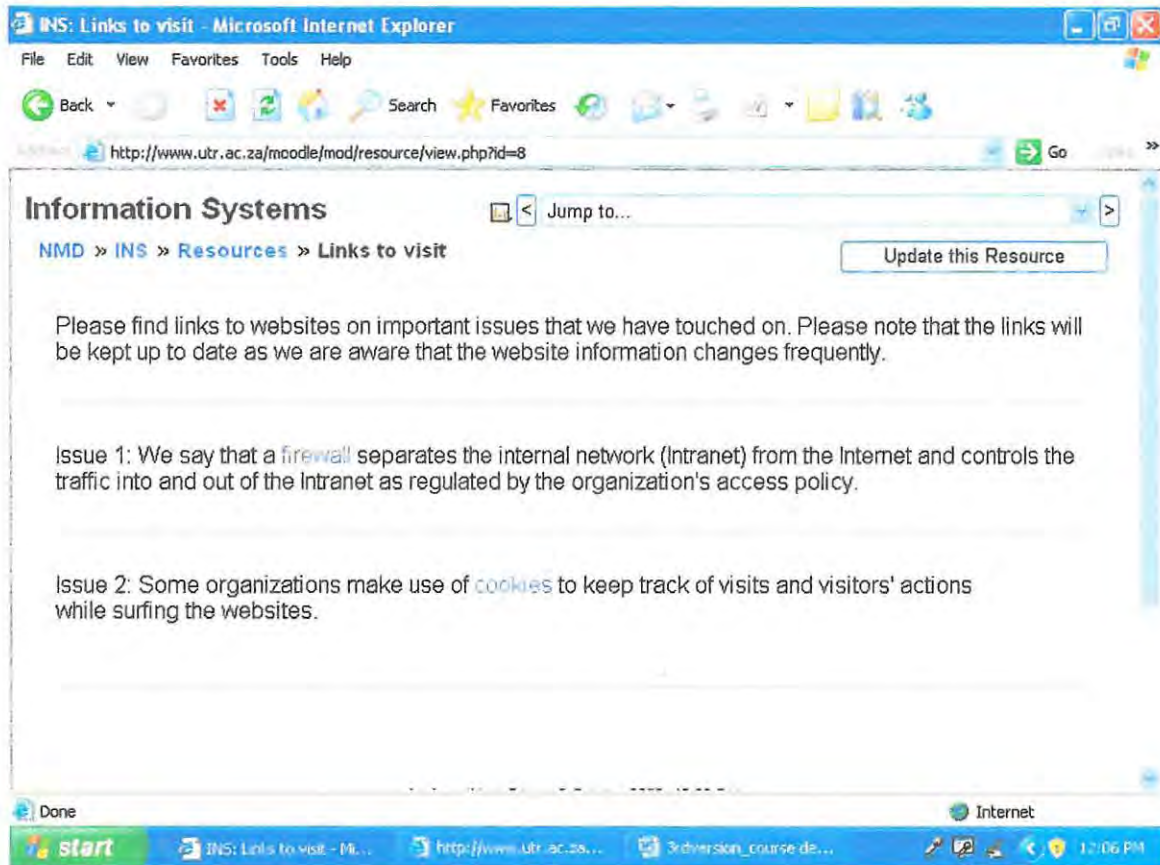 INS: Links to visit - Microsoft Internet Explorer
File Edit View Favorites Tools Help
Back Search Favorites
http://www.utr.ac.za/moodle/mod/resource/view.php?id=8 Go »
Information Systems < Jump to... >
NMD » INS » Resources » Links to visit Update this Resource
Please find links to websites on important issues that we have touched on. Please note that the links will
be kept up to date as we are aware that the website information changes frequently.
Issue 1: We say that a firewall separates the internal network (Intranet) from the Internet and controls the
traffic into and out of the Intranet as regulated by the organization's access policy.
Issue 2: Some organizations make use of cookies to keep track of visits and visitors' actions
while surfing the websites.
Done Internet
start INS: Links to visit - Mi... http://www.utr.ac.za... 3rdversion_course de... 12:06 PM